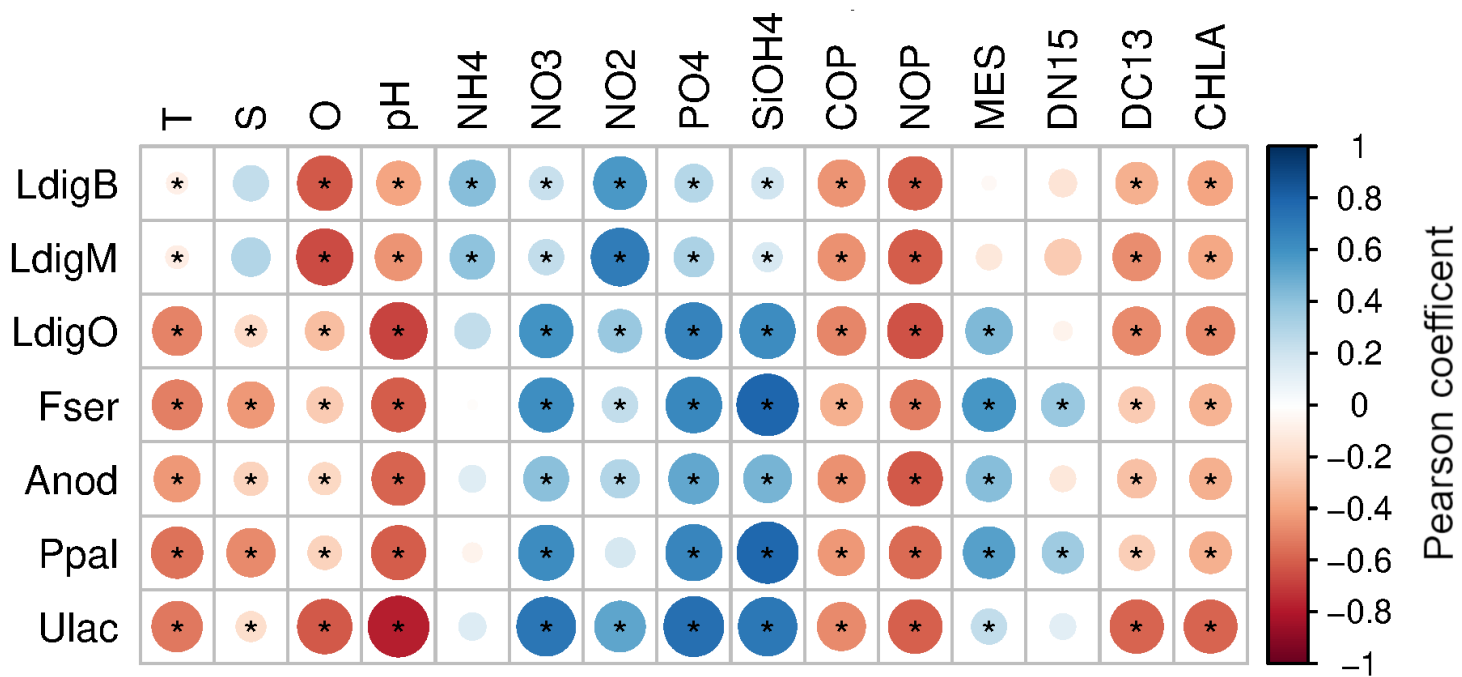 T S O pH NH4 NO3 NO2 PO4 SiOH4 COP NOP MES DN15 DC13 CHLA
LdigB * * * * * * * * * * * *
LdigM * * * * * * * * * * * *
LdigO * * * * * * * * * * * * *
Fser * * * * * * * * * * * * * *
Anod * * * * * * * * * * * * *
Ppal * * * * * * * * * * * * *
Ulac * * * * * * * * * * * * *
1
0.8
0.6
0.4
0.2
0
−0.2
−0.4
−0.6
−0.8
−1
Pearson coefficent